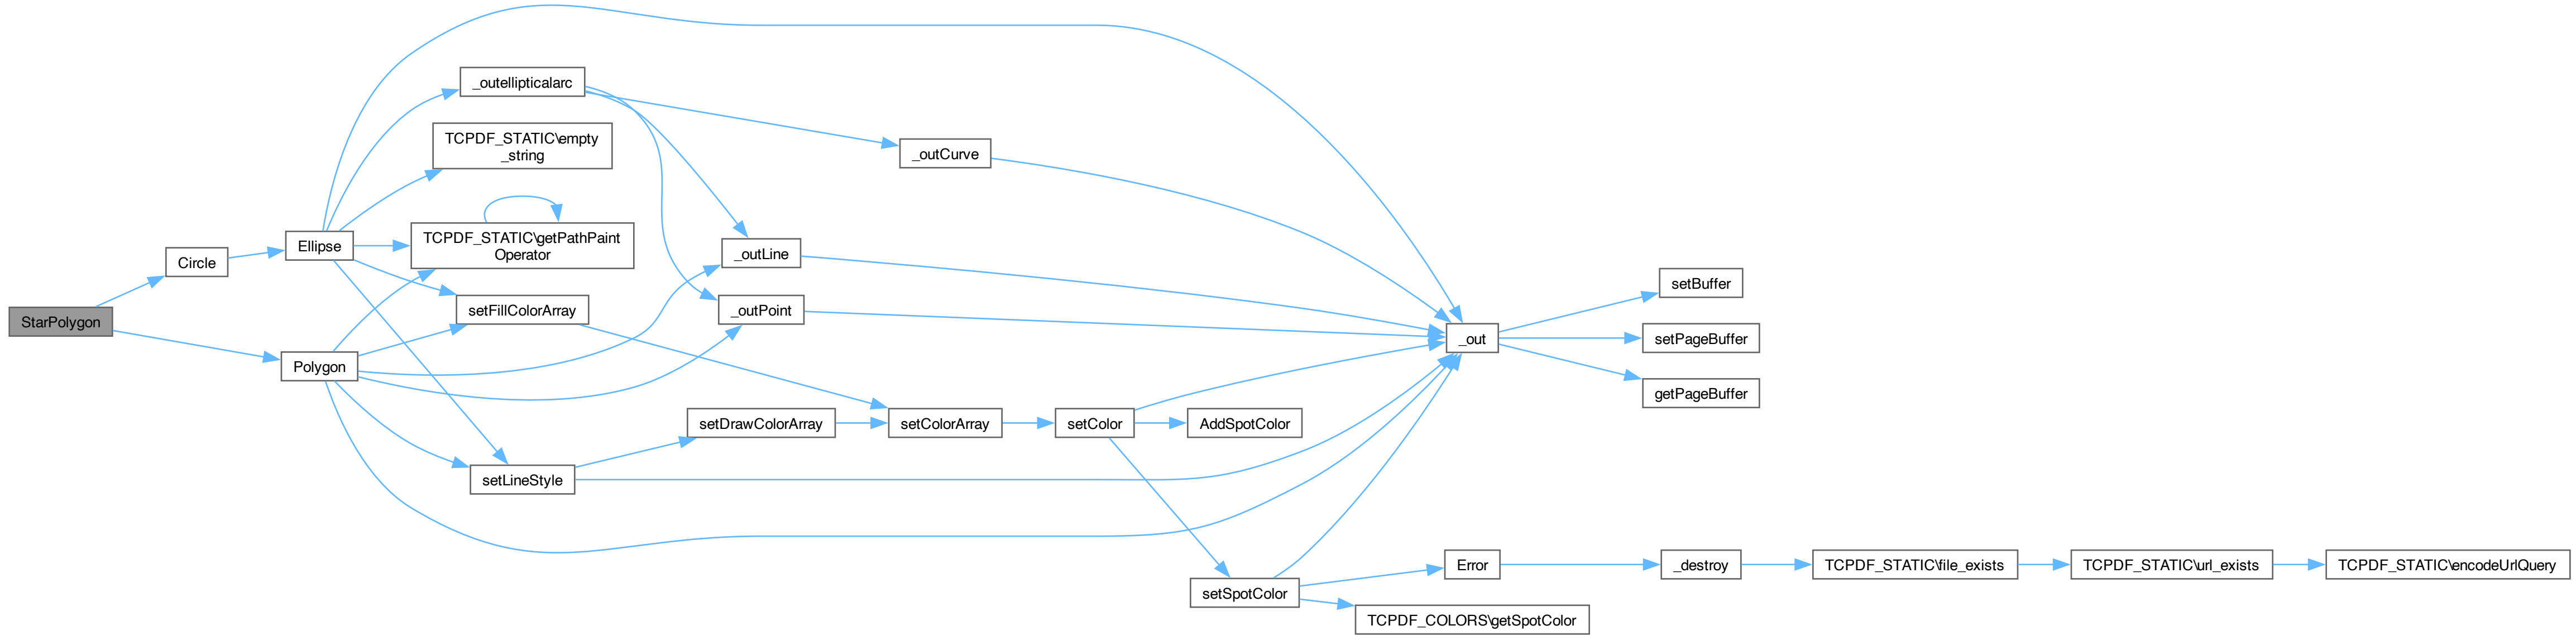 StarPolygon
Circle
Ellipse
Polygon
_outellipticalarc
TCPDF_STATIC\empty
_string
TCPDF_STATIC\getPathPaint
Operator
setFillColorArray
setLineStyle
_outCurve
_outLine
_outPoint
setDrawColorArray
setColorArray
setColor
AddSpotColor
setSpotColor
_out
setBuffer
setPageBuffer
getPageBuffer
Error
_destroy
TCPDF_STATIC\file_exists
TCPDF_STATIC\url_exists
TCPDF_STATIC\encodeUrlQuery
TCPDF_COLORS\getSpotColor